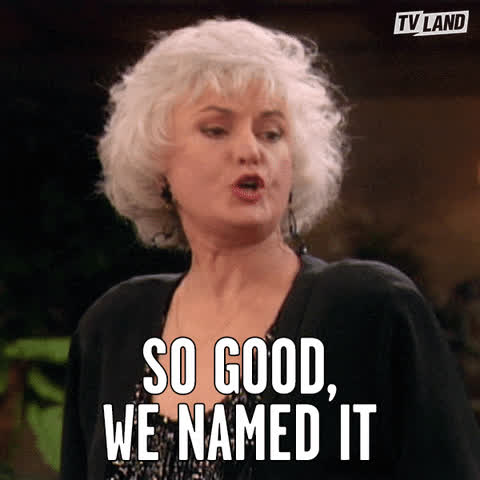 TV LAND
SO GOOD,
WE NAMED IT